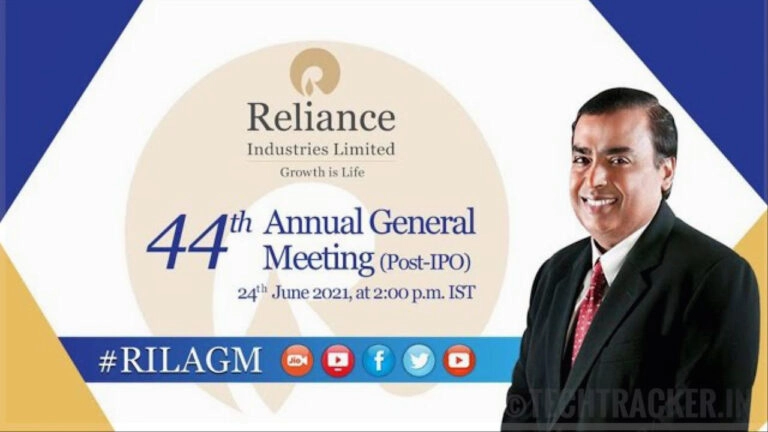 Reliance
Industries Limited
Growth is Life
44th Annual General
Meeting (Post-IPO)
24th June 2021, at 2:00 p.m. IST
#RILAGM
Jio
©TECHTRACKER.IN